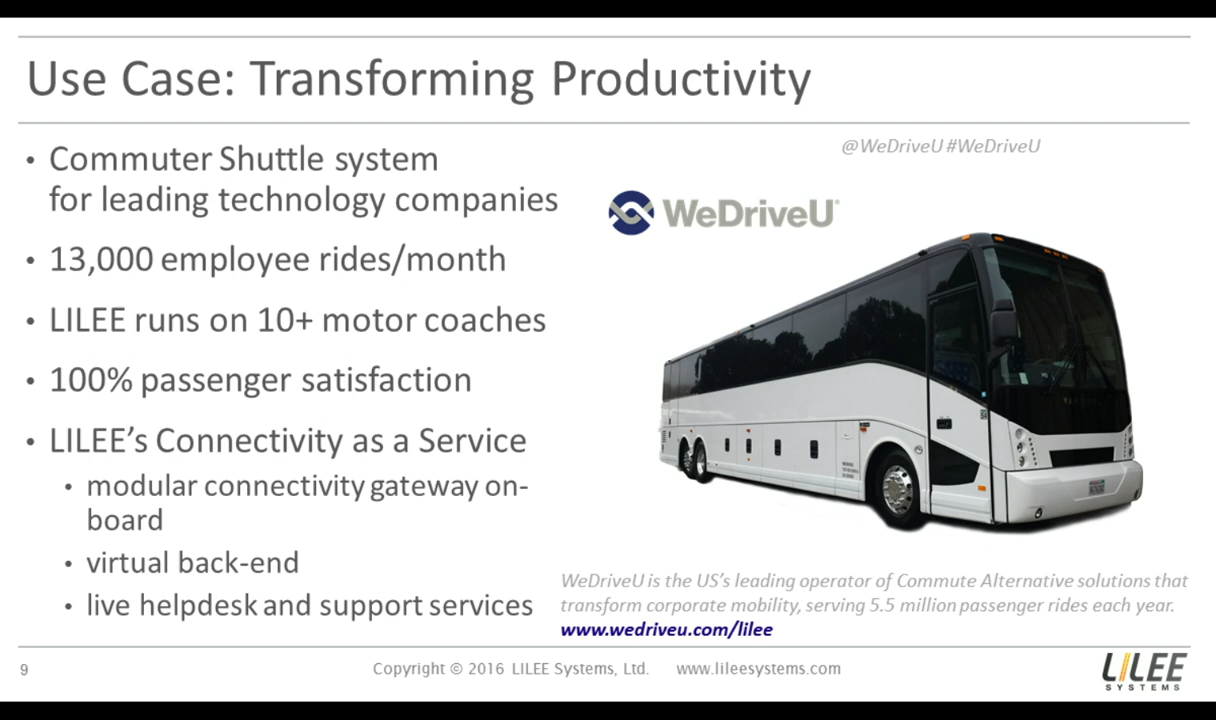 Use Case: Transforming Productivity
• Commuter Shuttle system
for leading technology companies
• 13,000 employee rides/month
• LILEE runs on 10+ motor coaches
• 100% passenger satisfaction
• LILEE’s Connectivity as a Service
• modular connectivity gateway on-
board
• virtual back-end
• live helpdesk and support services
@WeDriveU #WeDriveU
WeDriveU
WeDriveU is the US’s leading operator of Commute Alternative solutions that
transform corporate mobility, serving 5.5 million passenger rides each year.
www.wedriveu.com/lilee
9
Copyright © 2016 LILEE Systems, Ltd. www.lileesystems.com
LILEE
SYSTEMS